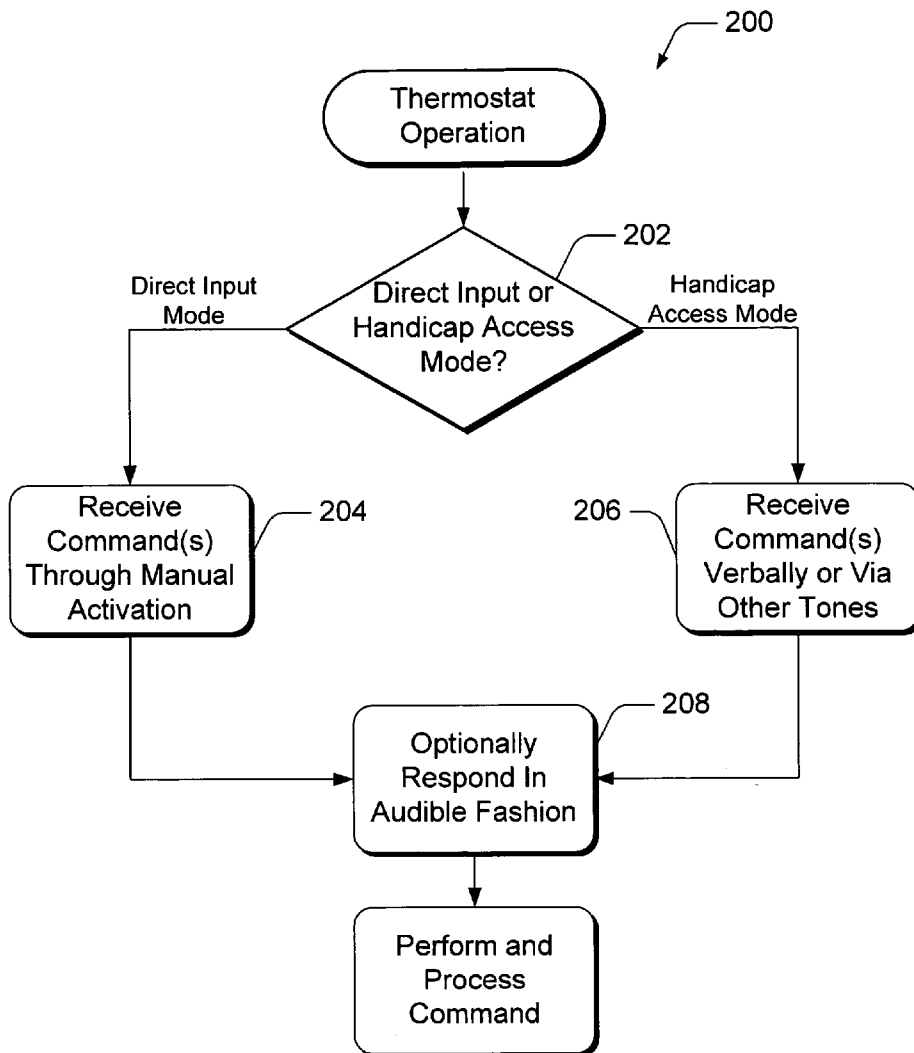 200
Thermostat
Operation
202
Direct Input
Mode
Direct Input or
Handicap Access
Mode?
Handicap
Access Mode
Receive
Command(s)
Through Manual
Activation
204
206
Receive
Command(s)
Verbally or Via
Other Tones
208
Optionally
Respond In
Audible Fashion
Perform and
Process
Command